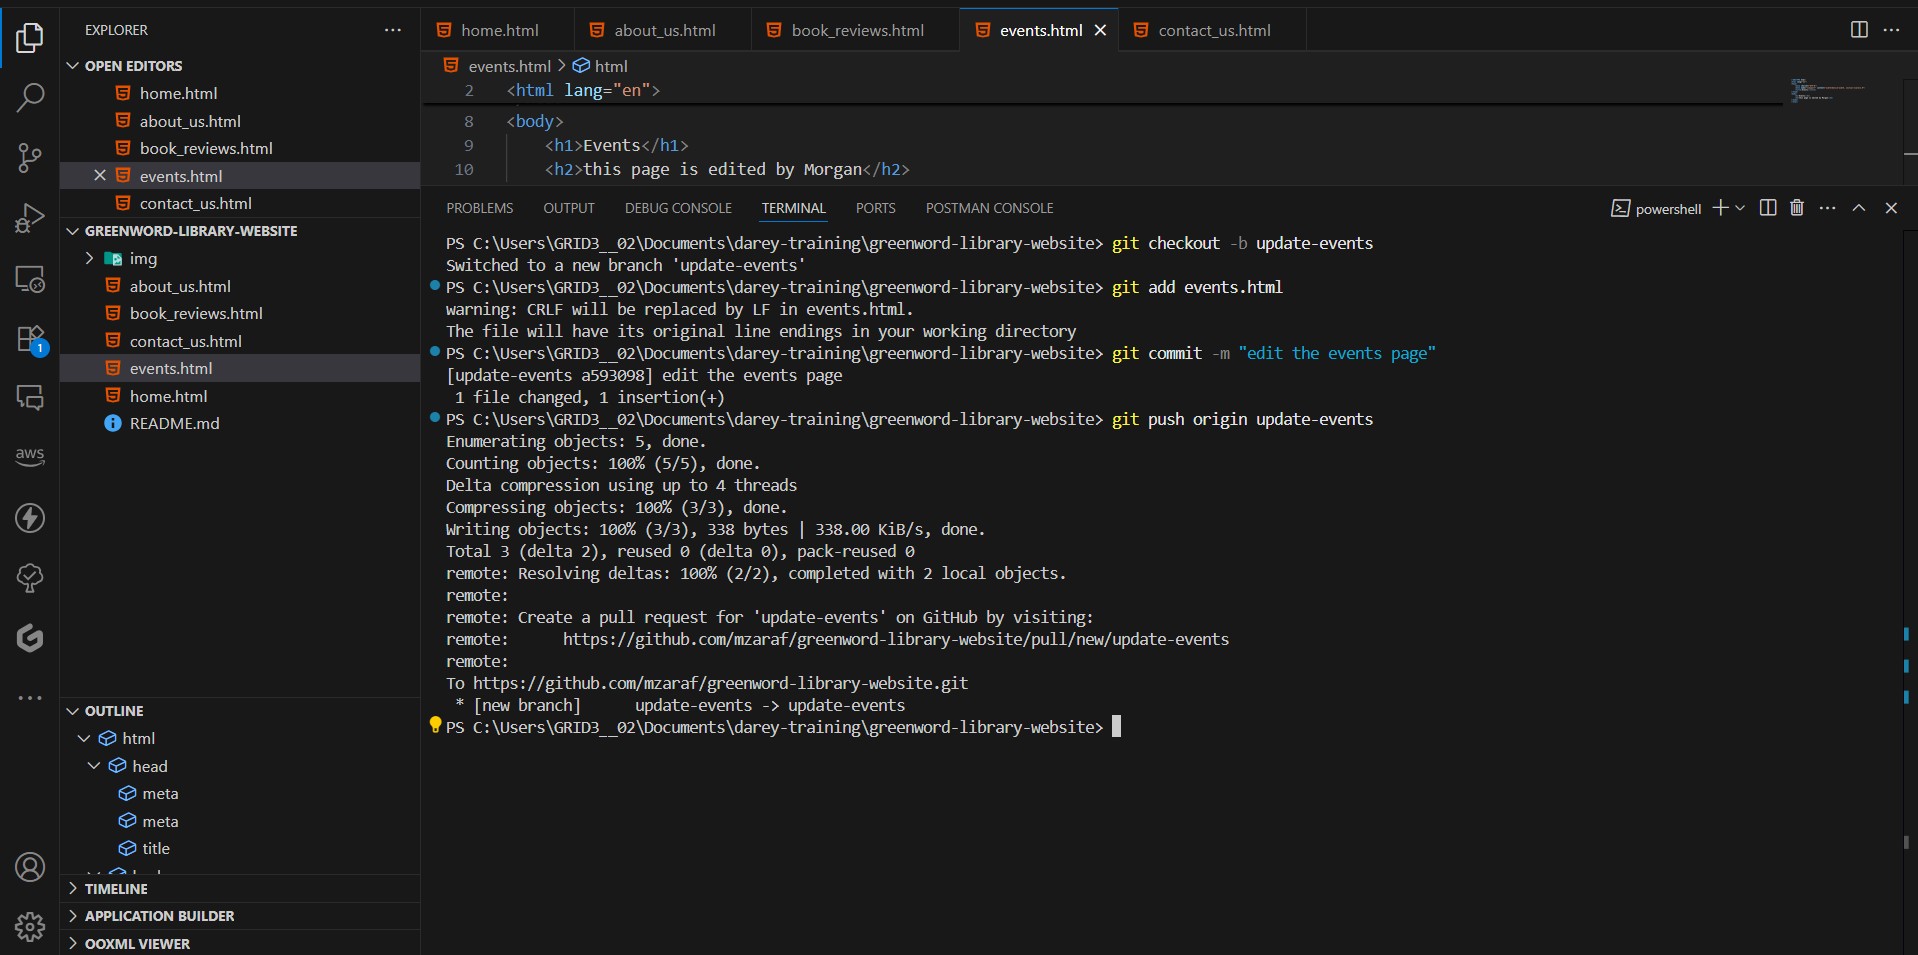 EXPLORER
OPEN EDITORS
home.html
about_us.html
book_reviews.html
events.html
contact_us.html
GREENWORD-LIBRARY-WEBSITE
img
about_us.html
book_reviews.html
contact_us.html
events.html
home.html
README.md
1
aws
OUTLINE
html
head
meta
meta
title
TIMELINE
APPLICATION BUILDER
OOXML VIEWER
home.html about_us.html book_reviews.html events.html contact_us.html
events.html > html
2 <html lang="en">
8 <body>
9 <h1>Events</h1>
10 <h2>this page is edited by Morgan</h2>
PROBLEMS OUTPUT DEBUG CONSOLE TERMINAL PORTS POSTMAN CONSOLE powershell
PS C:\Users\GRID3__02\Documents\darey-training\greenword-library-website> git checkout -b update-events
Switched to a new branch 'update-events'
PS C:\Users\GRID3__02\Documents\darey-training\greenword-library-website> git add events.html
warning: CRLF will be replaced by LF in events.html.
The file will have its original line endings in your working directory
PS C:\Users\GRID3__02\Documents\darey-training\greenword-library-website> git commit -m "edit the events page"
[update-events a593098] edit the events page
1 file changed, 1 insertion(+)
PS C:\Users\GRID3__02\Documents\darey-training\greenword-library-website> git push origin update-events
Enumerating objects: 5, done.
Counting objects: 100% (5/5), done.
Delta compression using up to 4 threads
Compressing objects: 100% (3/3), done.
Writing objects: 100% (3/3), 338 bytes | 338.00 KiB/s, done.
Total 3 (delta 2), reused 0 (delta 0), pack-reused 0
remote: Resolving deltas: 100% (2/2), completed with 2 local objects.
remote:
remote: Create a pull request for 'update-events' on GitHub by visiting:
remote:      https://github.com/mzaraf/greenword-library-website/pull/new/update-events
remote:
To https://github.com/mzaraf/greenword-library-website.git
* [new branch]      update-events -> update-events
PS C:\Users\GRID3__02\Documents\darey-training\greenword-library-website>